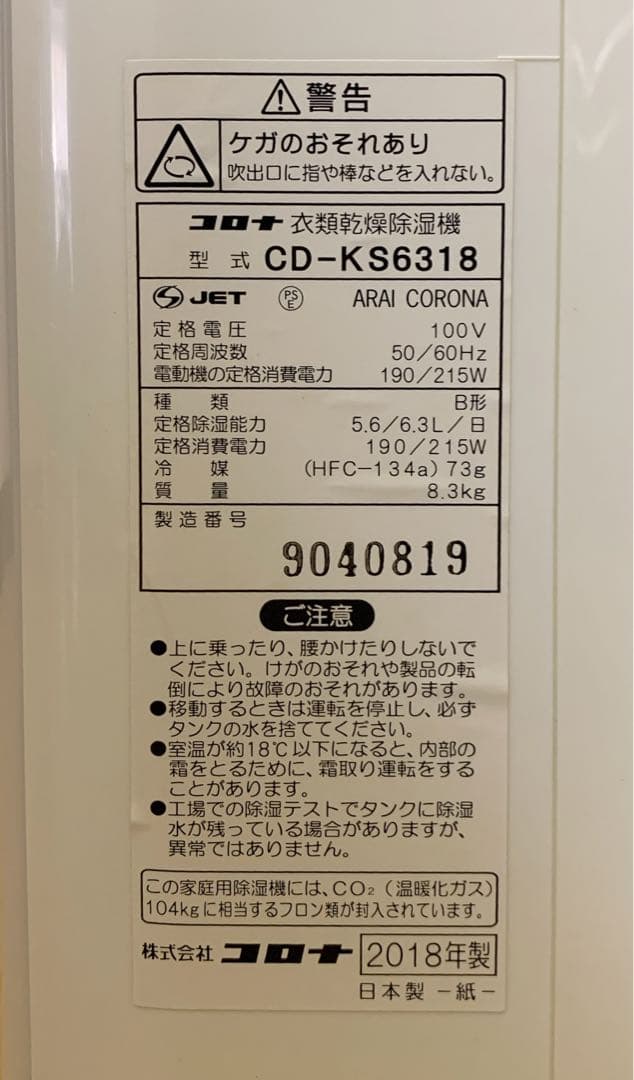 警告
ケガのおそれあり
吹出口に指や棒などを入れない。
コロナ 衣類乾燥除湿機
型式 CD-KS6318
JET PSE ARAI CORONA
定格電圧 100V
定格周波数 50/60Hz
電動機の定格消費電力 190/215W
種類 B形
定格除湿能力 5.6/6.3L/日
定格消費電力 190/215W
冷媒 (HFC-134a) 73g
質量 8.3kg
製造番号
9040819
ご注意
●上に乗ったり、腰かけたりしないで
ください。けがのおそれや製品の転
倒により故障のおそれがあります。
●移動するときは運転を停止し、必ず
タンクの水を捨ててください。
●室温が約18℃以下になると、内部の
霜をとるために、霜取り運転をする
ことがあります。
●工場での除湿テストでタンクに除湿
水が残っている場合がありますが、
異常ではありません。
この家庭用除湿機には、CO₂(温暖化ガス)
104kgに相当するフロン類が封入されています。
株式会社 コロナ 2018年製
日本製 -紙-